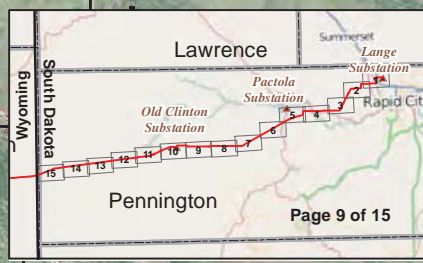 Summerset
Lawrence
Lange
Substation
Wyoming
South Dakota
Pactola
Substation
Rapid City
Old Clinton
Substation
1
2
3
4
5
6
7
8
9
10
11
12
13
14
15
Pennington
Page 9 of 15